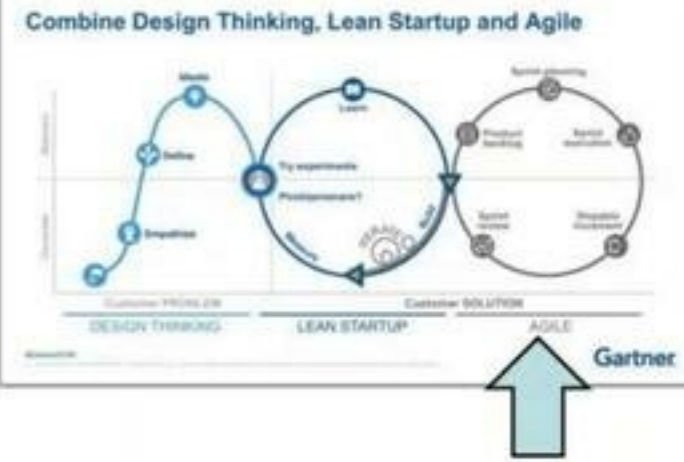 Combine Design Thinking, Lean Startup and Agile
Ideate
Define
Empathize
Learn
Try experiments
Pivot/persevere?
Measure
Build
Sprint planning
Product
backlog
Sprint
execution
Sprint
review
Shippable
increment
Customer PROBLEM
Customer SOLUTION
DESIGN THINKING
LEAN STARTUP
AGILE
Gartner